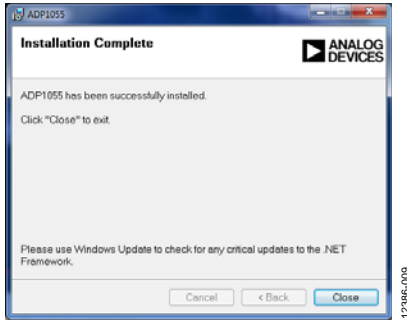 ADP1055
Installation Complete
ANALOG
DEVICES
ADP1055 has been successfully installed.
Click "Close" to exit.
Please use Windows Update to check for any critical updates to the .NET
Framework.
Cancel
< Back
Close
12386-009